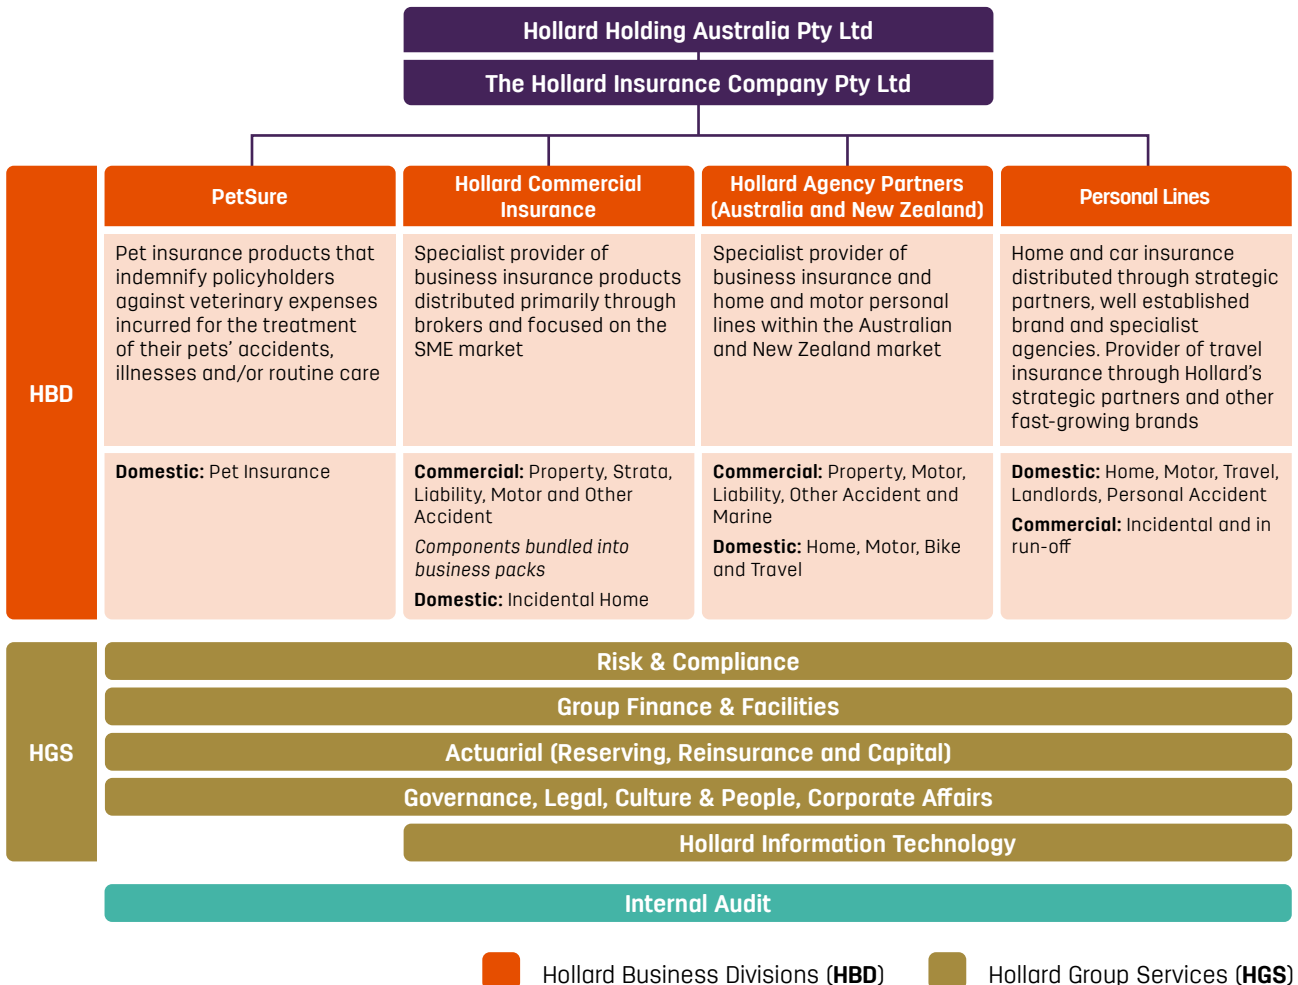 Hollard Holding Australia Pty Ltd
The Hollard Insurance Company Pty Ltd
HBD
PetSure
Pet insurance products that
indemnify policyholders
against veterinary expenses
incurred for the treatment
of their pets' accidents,
illnesses and/or routine care
Domestic: Pet Insurance
Hollard Commercial
Insurance
Specialist provider of
business insurance products
distributed primarily through
brokers and focused on the
SME market
Commercial: Property, Strata,
Liability, Motor and Other
Accident
Components bundled into
business packs
Domestic: Incidental Home
Hollard Agency Partners
(Australia and New Zealand)
Specialist provider of
business insurance and
home and motor personal
lines within the Australian
and New Zealand market
Commercial: Property, Motor,
Liability, Other Accident and
Marine
Domestic: Home, Motor, Bike
and Travel
Personal Lines
Home and car insurance
distributed through strategic
partners, well established
brand and specialist
agencies. Provider of travel
insurance through Hollard's
strategic partners and other
fast-growing brands
Domestic: Home, Motor, Travel,
Landlords, Personal Accident
Commercial: Incidental and in
run-off
HGS
Risk & Compliance
Group Finance & Facilities
Actuarial (Reserving, Reinsurance and Capital)
Governance, Legal, Culture & People, Corporate Affairs
Hollard Information Technology
Internal Audit
Hollard Business Divisions (HBD)
Hollard Group Services (HGS)